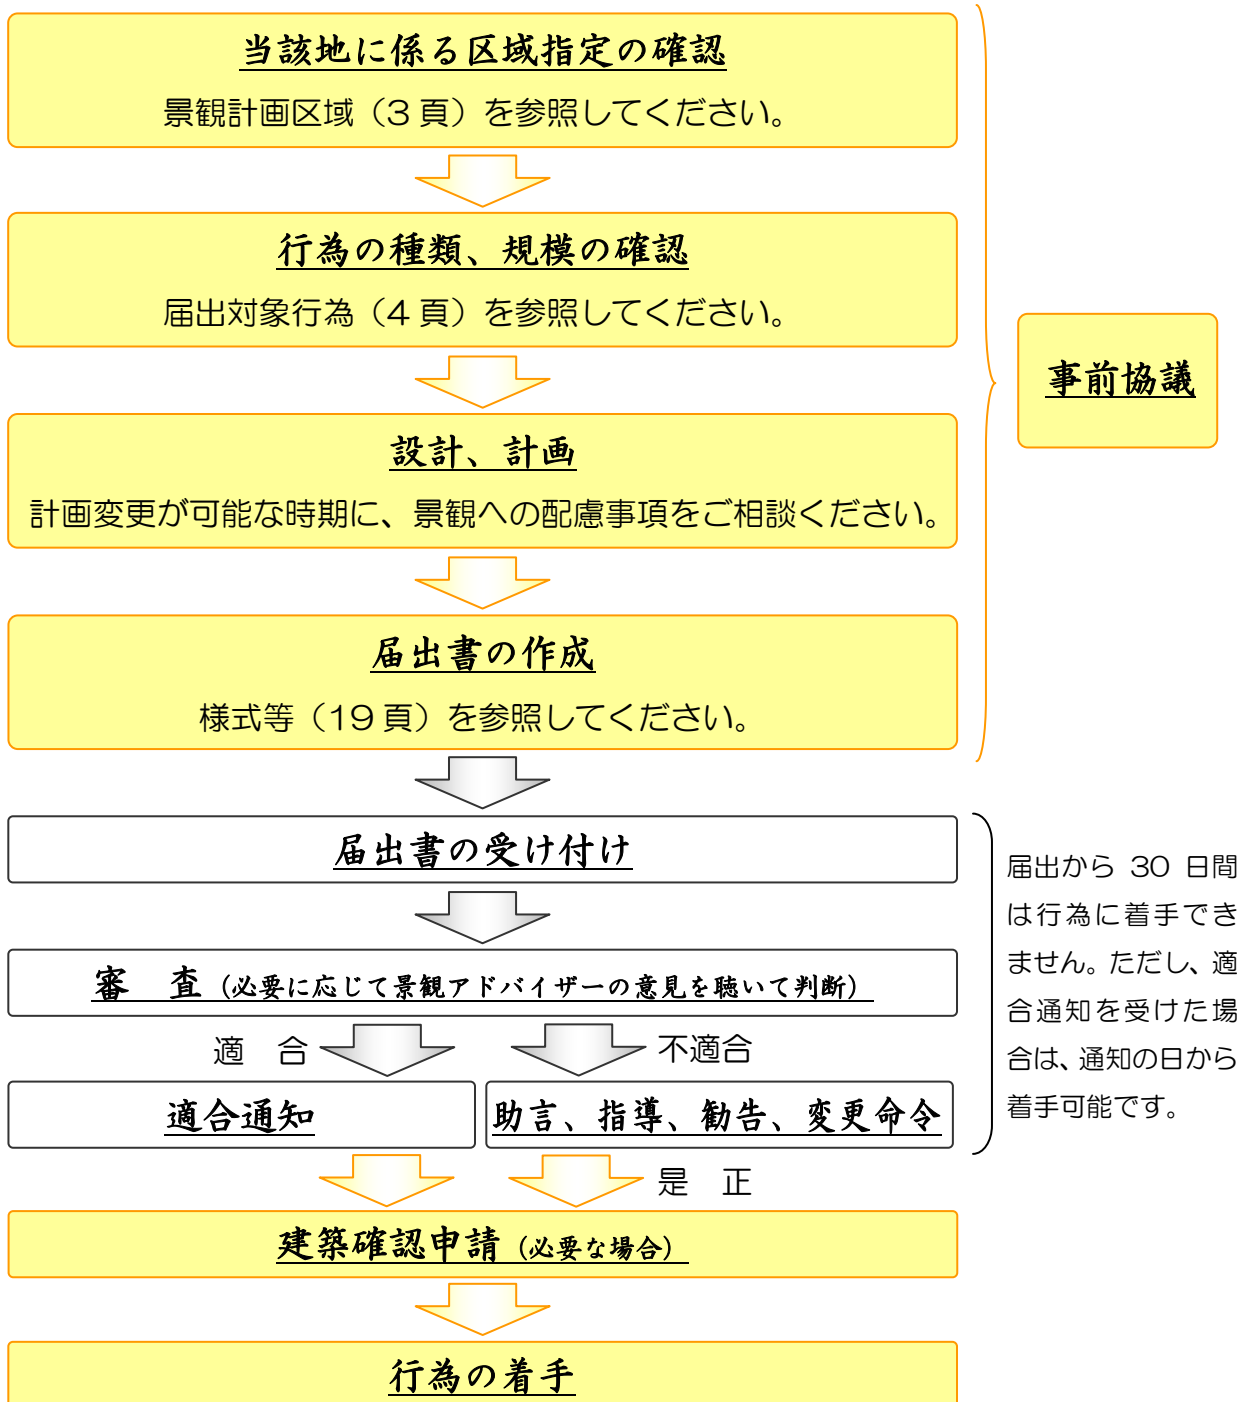 当該地に係る区域指定の確認
景観計画区域（3 頁）を参照してください。
行為の種類、規模の確認
届出対象行為（4 頁）を参照してください。
設計、計画
計画変更が可能な時期に、景観への配慮事項をご相談ください。
届出書の作成
様式等（19 頁）を参照してください。
事前協議
届出書の受け付け
審　査（必要に応じて景観アドバイザーの意見を聴いて判断）
適　合
不適合
適合通知
助言、指導、勧告、変更命令
届出から 30 日間
は行為に着手でき
ません。ただし、適
合通知を受けた場
合は、通知の日から
着手可能です。
是　正
建築確認申請（必要な場合）
行為の着手